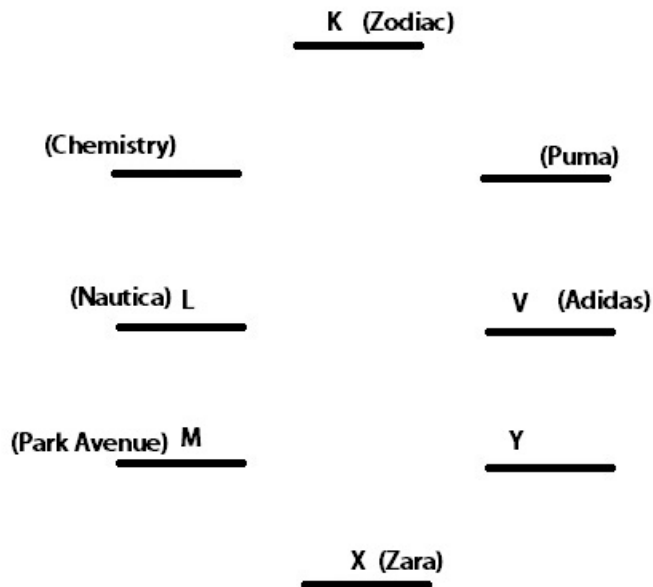 K (Zodiac)
(Chemistry)
(Puma)
(Nautica) L
V (Adidas)
(Park Avenue) M
Y
X (Zara)